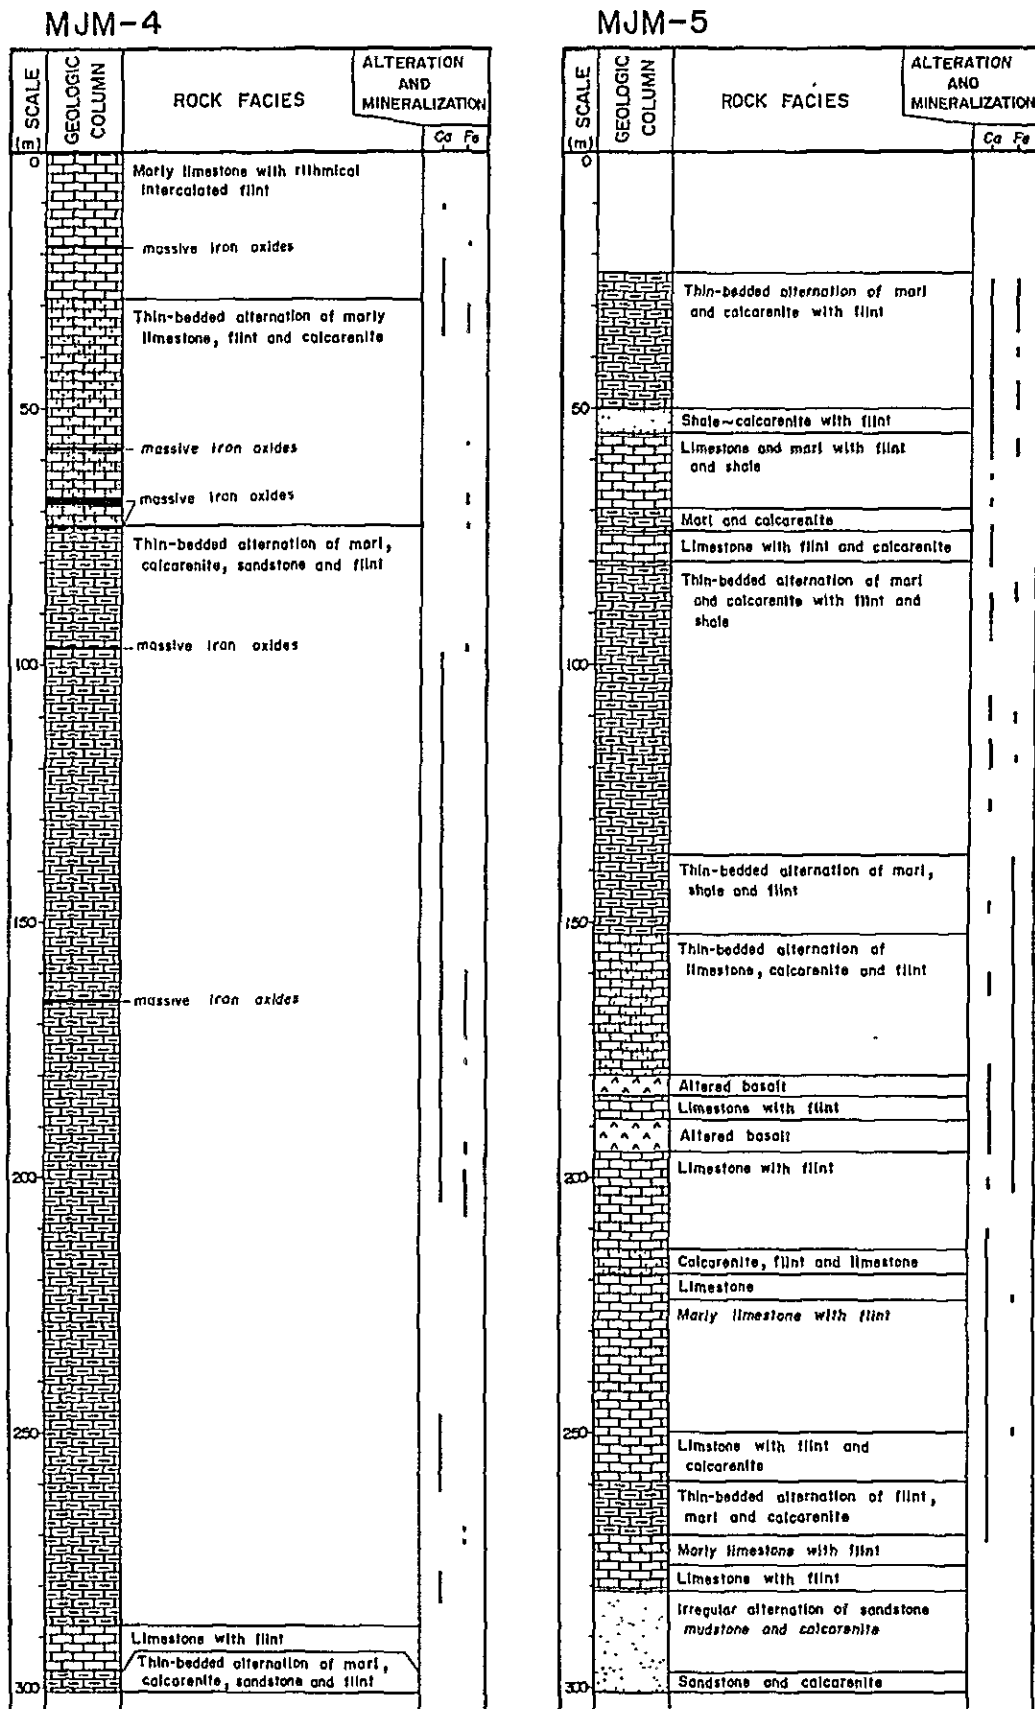 MJM-4
SCALE
(m)
GEOLOGIC
COLUMN
ROCK FACIES
ALTERATION
AND
MINERALIZATION
Ca Fe
0
50
100
150
200
250
300
Marly limestone with rithmical
intercalated flint
massive iron oxides
Thin-bedded alternation of marly
limestone, flint and calcarenite
massive iron oxides
massive iron oxides
Thin-bedded alternation of marl,
calcarenite, sandstone and flint
massive iron oxides
massive iron oxides
Limestone with flint
Thin-bedded alternation of marl,
calcarenite, sandstone and flint
MJM-5
SCALE
(m)
GEOLOGIC
COLUMN
ROCK FACIES
ALTERATION
AND
MINERALIZATION
Ca Fe
0
50
100
150
200
250
300
Thin-bedded alternation of marl
and calcarenite with flint
Shale~calcarenite with flint
Limestone and marl with flint
and shale
Marl and calcarenite
Limestone with flint and calcarenite
Thin-bedded alternation of marl
and calcarenite with flint and
shale
Thin-bedded alternation of marl,
shale and flint
Thin-bedded alternation of
limestone, calcarenite and flint
Altered basalt
Limestone with flint
Altered basalt
Limestone with flint
Calcarenite, flint and limestone
Limestone
Marly limestone with flint
Limstone with flint and
calcarenite
Thin-bedded alternation of flint,
marl and calcarenite
Marly limestone with flint
Limestone with flint
Irregular alternation of sandstone
mudstone and calcarenite
Sandstone and calcarenite